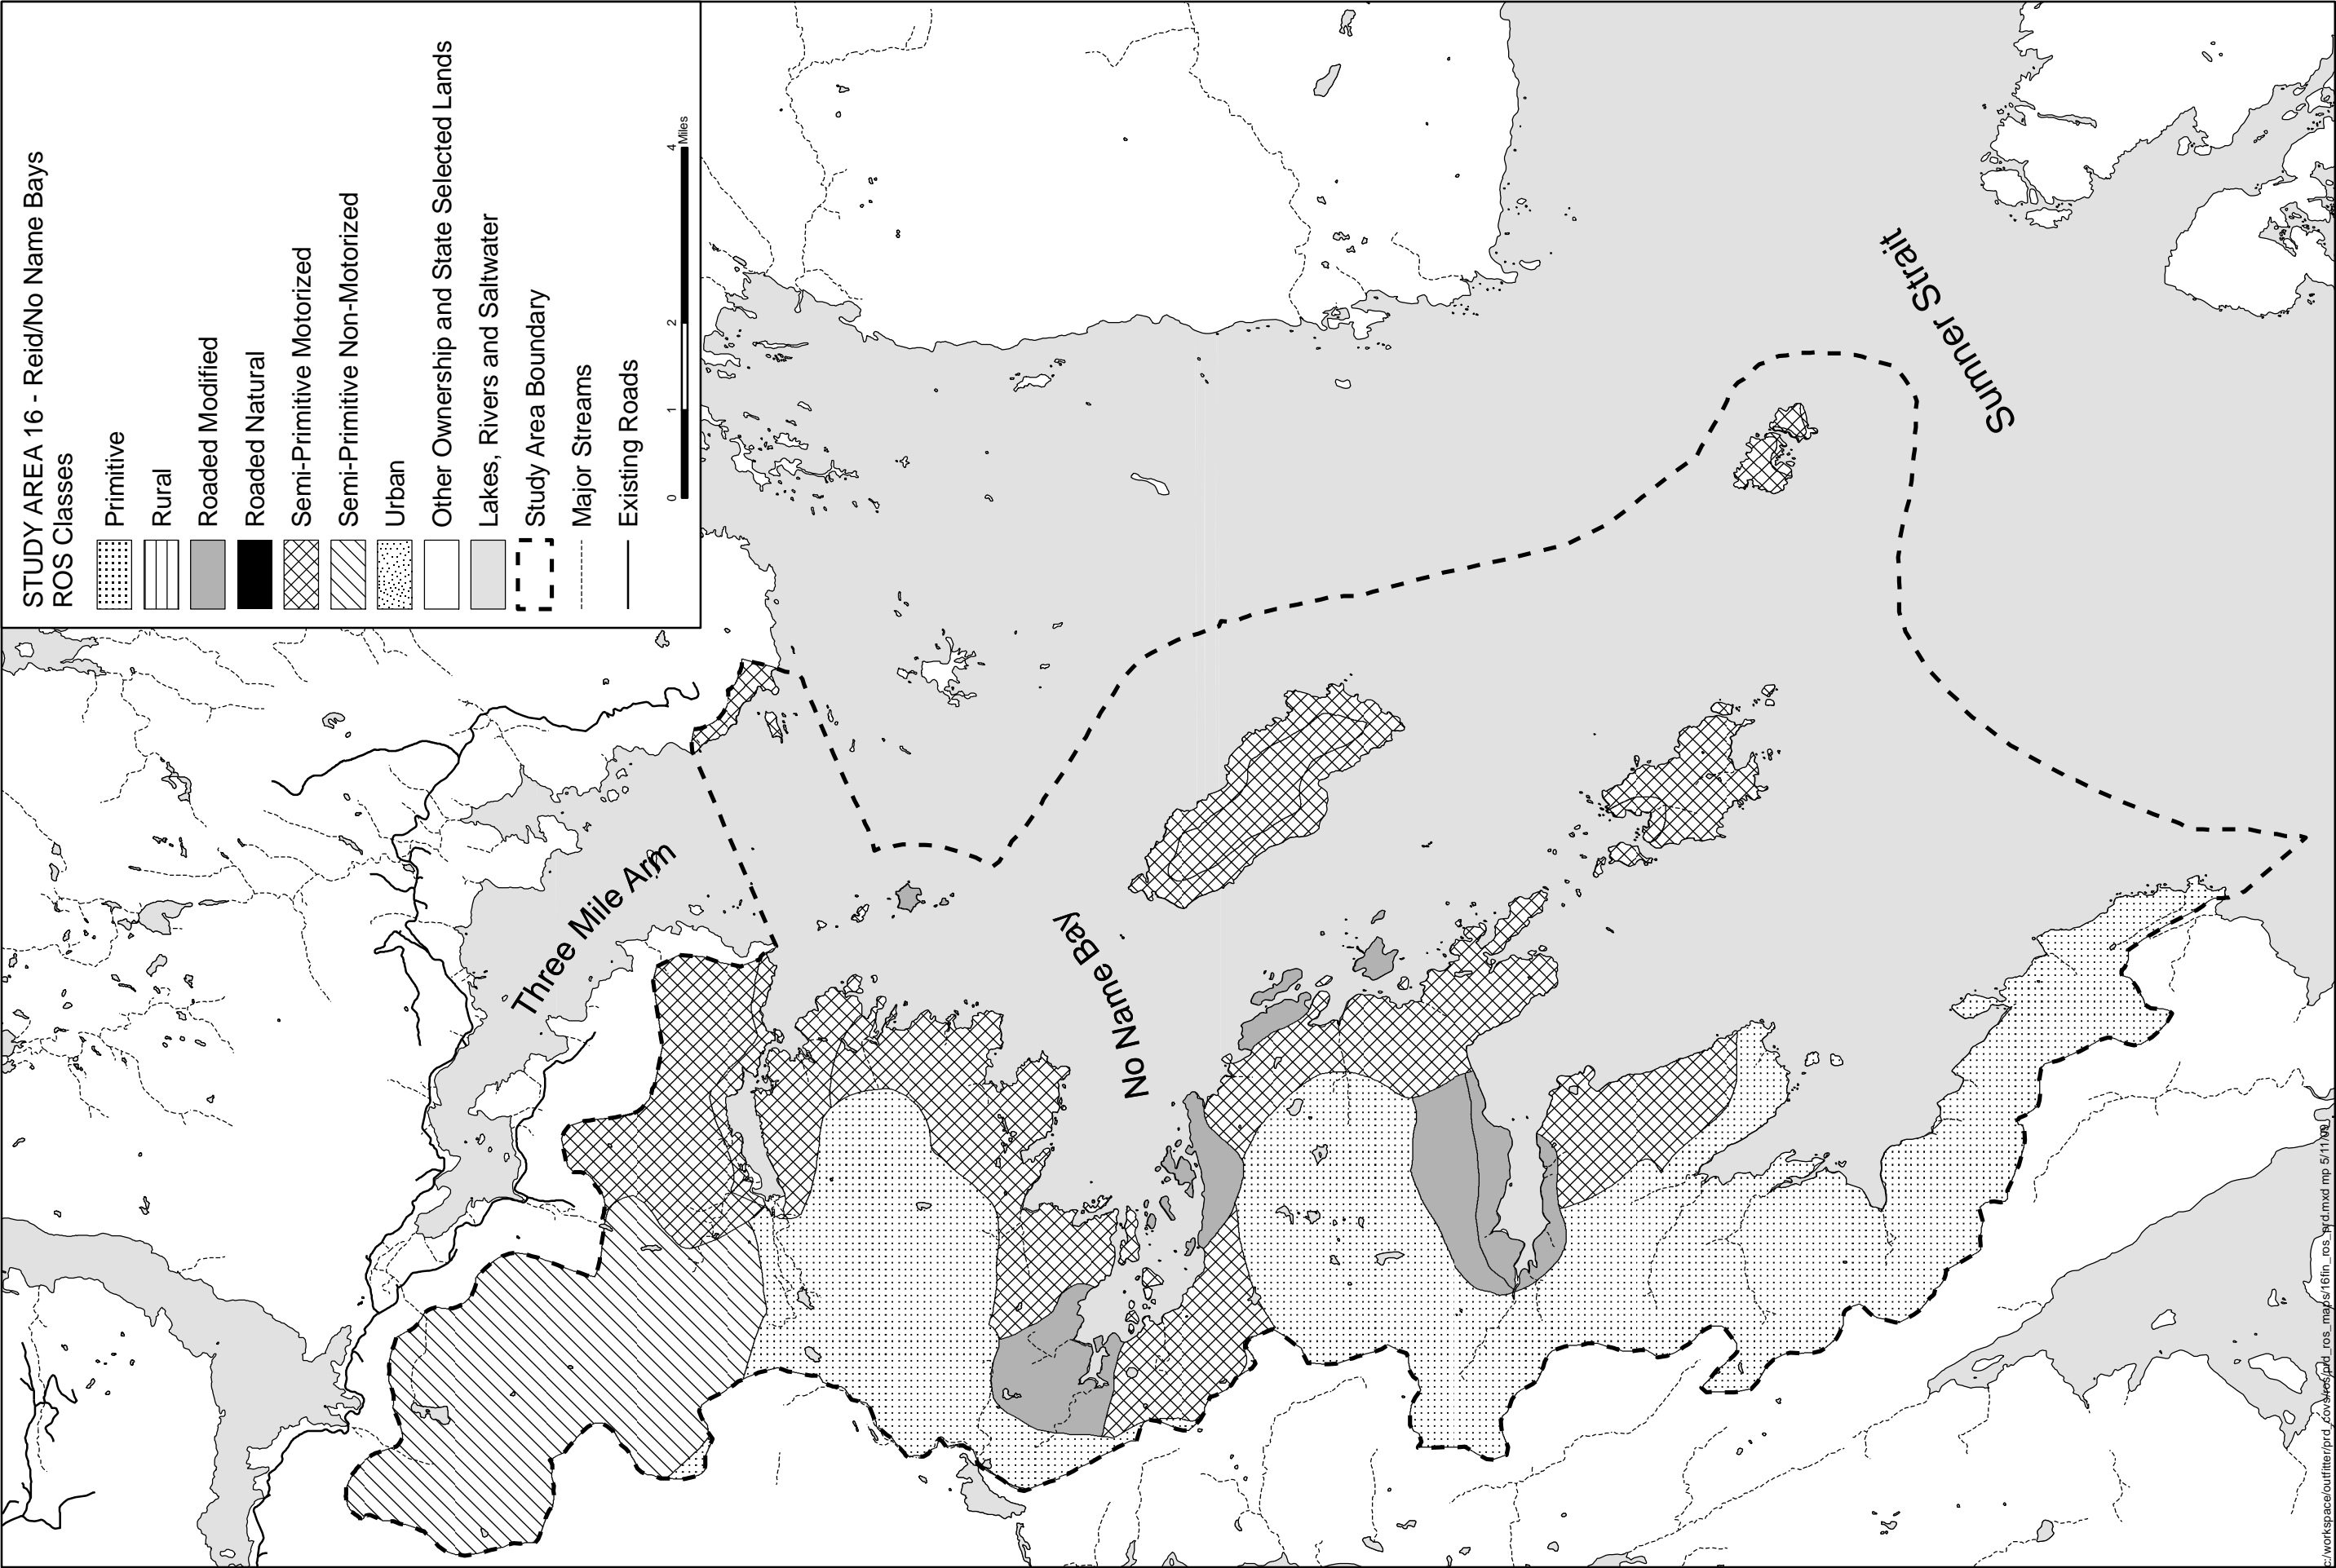 STUDY AREA 16 - Reid/No Name Bays
ROS Classes
Primitive
Rural
Roaded Modified
Roaded Natural
Semi-Primitive Motorized
Semi-Primitive Non-Motorized
Urban
Other Ownership and State Selected Lands
Lakes, Rivers and Saltwater
Study Area Boundary
Major Streams
Existing Roads
0 1 2 4
Miles
Three Mile Arm
No Name Bay
Sumner Strait